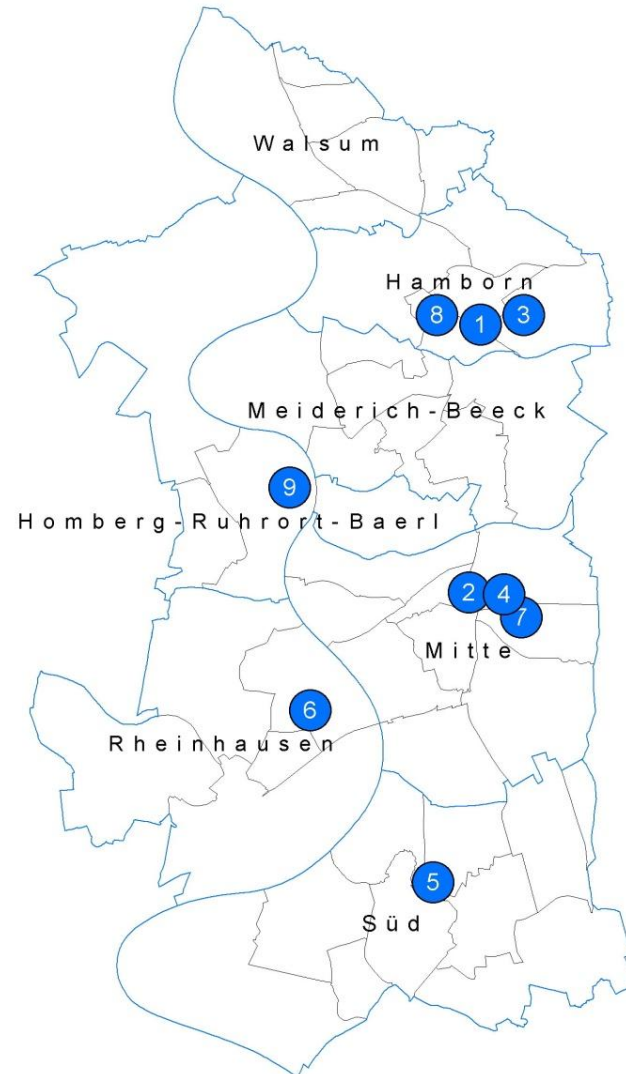 Walsum
Hamborn
8
1
3
Meiderich-Beeck
9
Homberg-Ruhrort-Baerl
2
4
7
Mitte
6
Rheinhausen
5
Süd